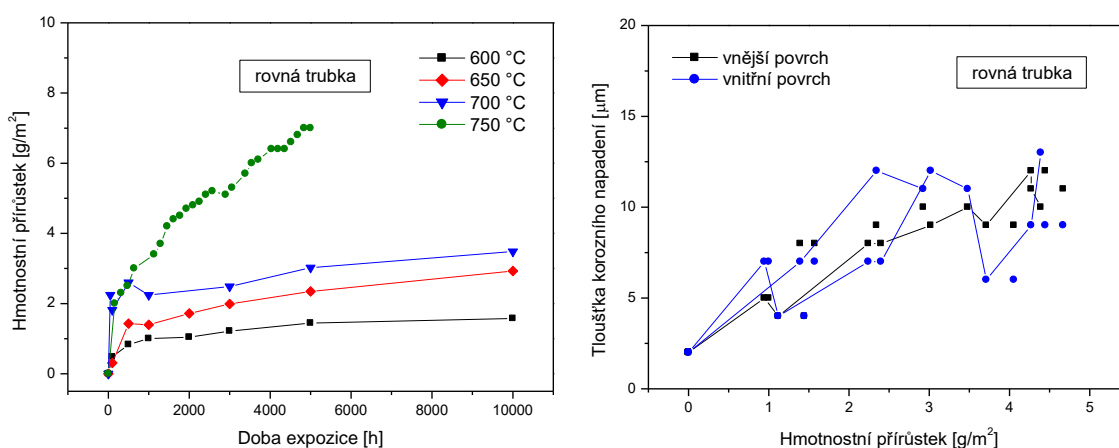 Hmotnostní přírůstek [g/m²]
10
8
6
4
2
0
rovná trubka
600 °C
650 °C
700 °C
750 °C
0 2000 4000 6000 8000 10000
Doba expozice [h]
Tloušťka korozního napadení [µm]
20
15
10
5
0
vnější povrch
vnitřní povrch
rovná trubka
0 1 2 3 4 5
Hmotnostní přírůstek [g/m²]